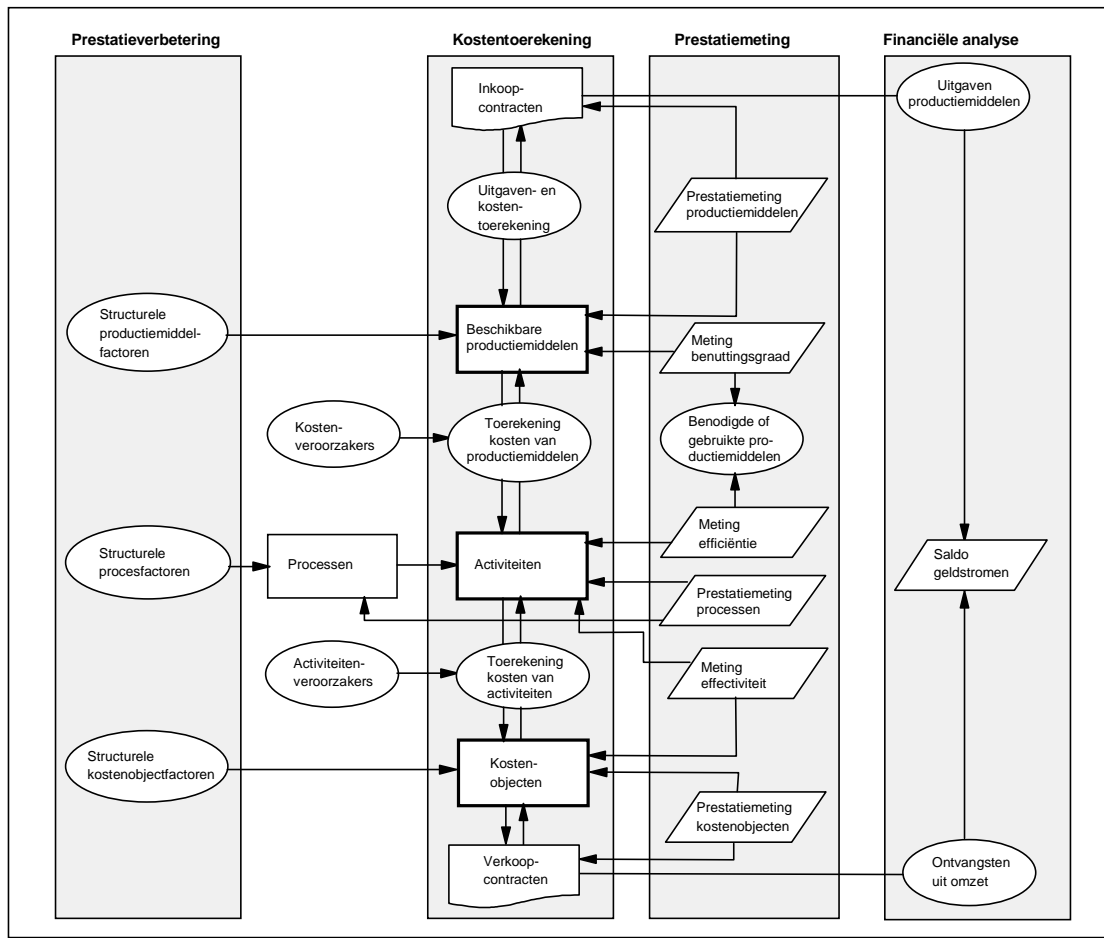 Prestatieverbetering
Kostentoerekening
Prestatiemeting
Financiële analyse
Inkoop-
contracten
Uitgaven
productiemiddelen
Uitgaven- en
kosten-
toerekening
Prestatiemeting
productiemiddelen
Structurele
productiemiddel-
factoren
Beschikbare
productiemiddelen
Meting
benuttingsgraad
Kosten-
veroorzakers
Toerekening
kosten van
productiemiddelen
Benodigde of
gebruikte pro-
ductiemiddelen
Structurele
procesfactoren
Processen
Activiteiten
Meting
efficiëntie
Saldo
geldstromen
Prestatiemeting
processen
Activiteiten-
veroorzakers
Toerekening
kosten van
activiteiten
Meting
effectiviteit
Structurele
kostenobjectfactoren
Kosten-
objecten
Prestatiemeting
kostenobjecten
Verkoop-
contracten
Ontvangsten
uit omzet